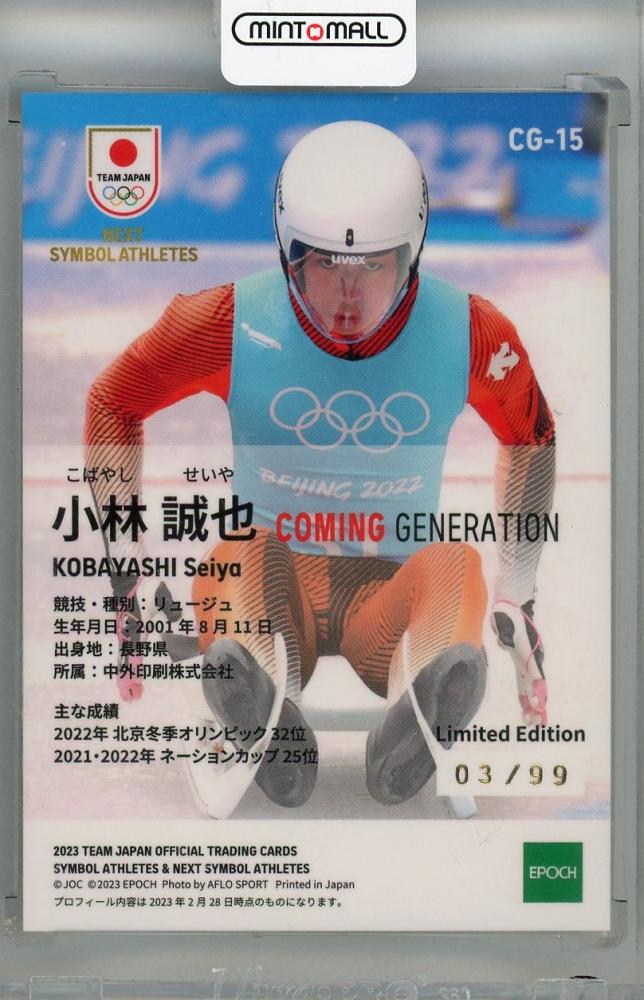 MINT MALL
BEIJING 2022
CG-15
TEAM JAPAN
NEXT
SYMBOL ATHLETES
uvex
BEIJING 2022
こばやし せいや
小林 誠也 COMING GENERATION
KOBAYASHI Seiya
競技・種別：リュージュ
生年月日：2001年8月11日
出身地：長野県
所属：中外印刷株式会社
主な成績
2022年 北京冬季オリンピック 32位
2021・2022年 ネーションカップ 25位
Limited Edition
03/99
2023 TEAM JAPAN OFFICIAL TRADING CARDS
SYMBOL ATHLETES & NEXT SYMBOL ATHLETES
©JOC ©2023 EPOCH Photo by AFLO SPORT Printed in Japan
プロフィール内容は 2023 年 2 月 28 日時点のものになります。
EPOCH